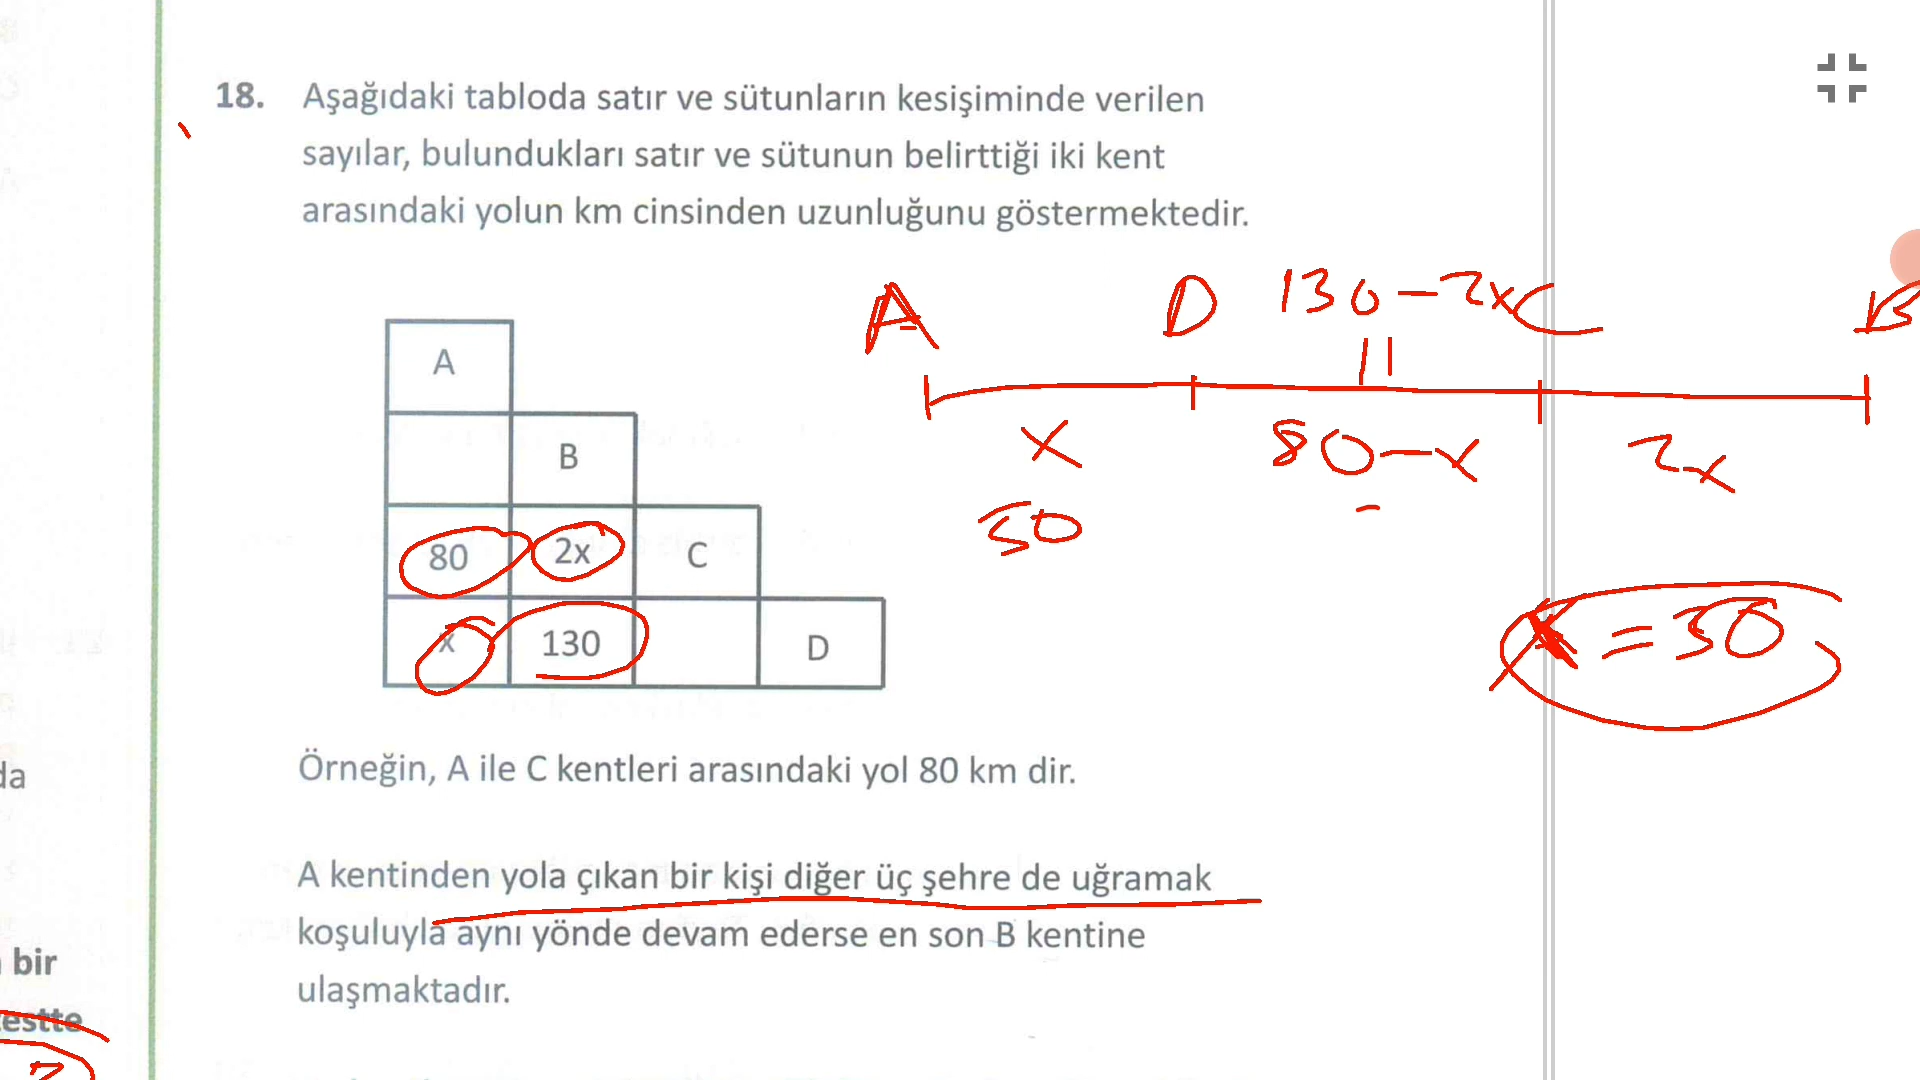 18. Aşağıdaki tabloda satır ve sütunların kesişiminde verilen
sayılar, bulundukları satır ve sütunun belirttiği iki kent
arasındaki yolun km cinsinden uzunluğunu göstermektedir.
A D 130-2x C B
x 80-x 2x
50
x = 50
A
B
80 2x C
x 130 D
Örneğin, A ile C kentleri arasındaki yol 80 km dir.
A kentinden yola çıkan bir kişi diğer üç şehre de uğramak
koşuluyla aynı yönde devam ederse en son B kentine
ulaşmaktadır.
da
bir
testte